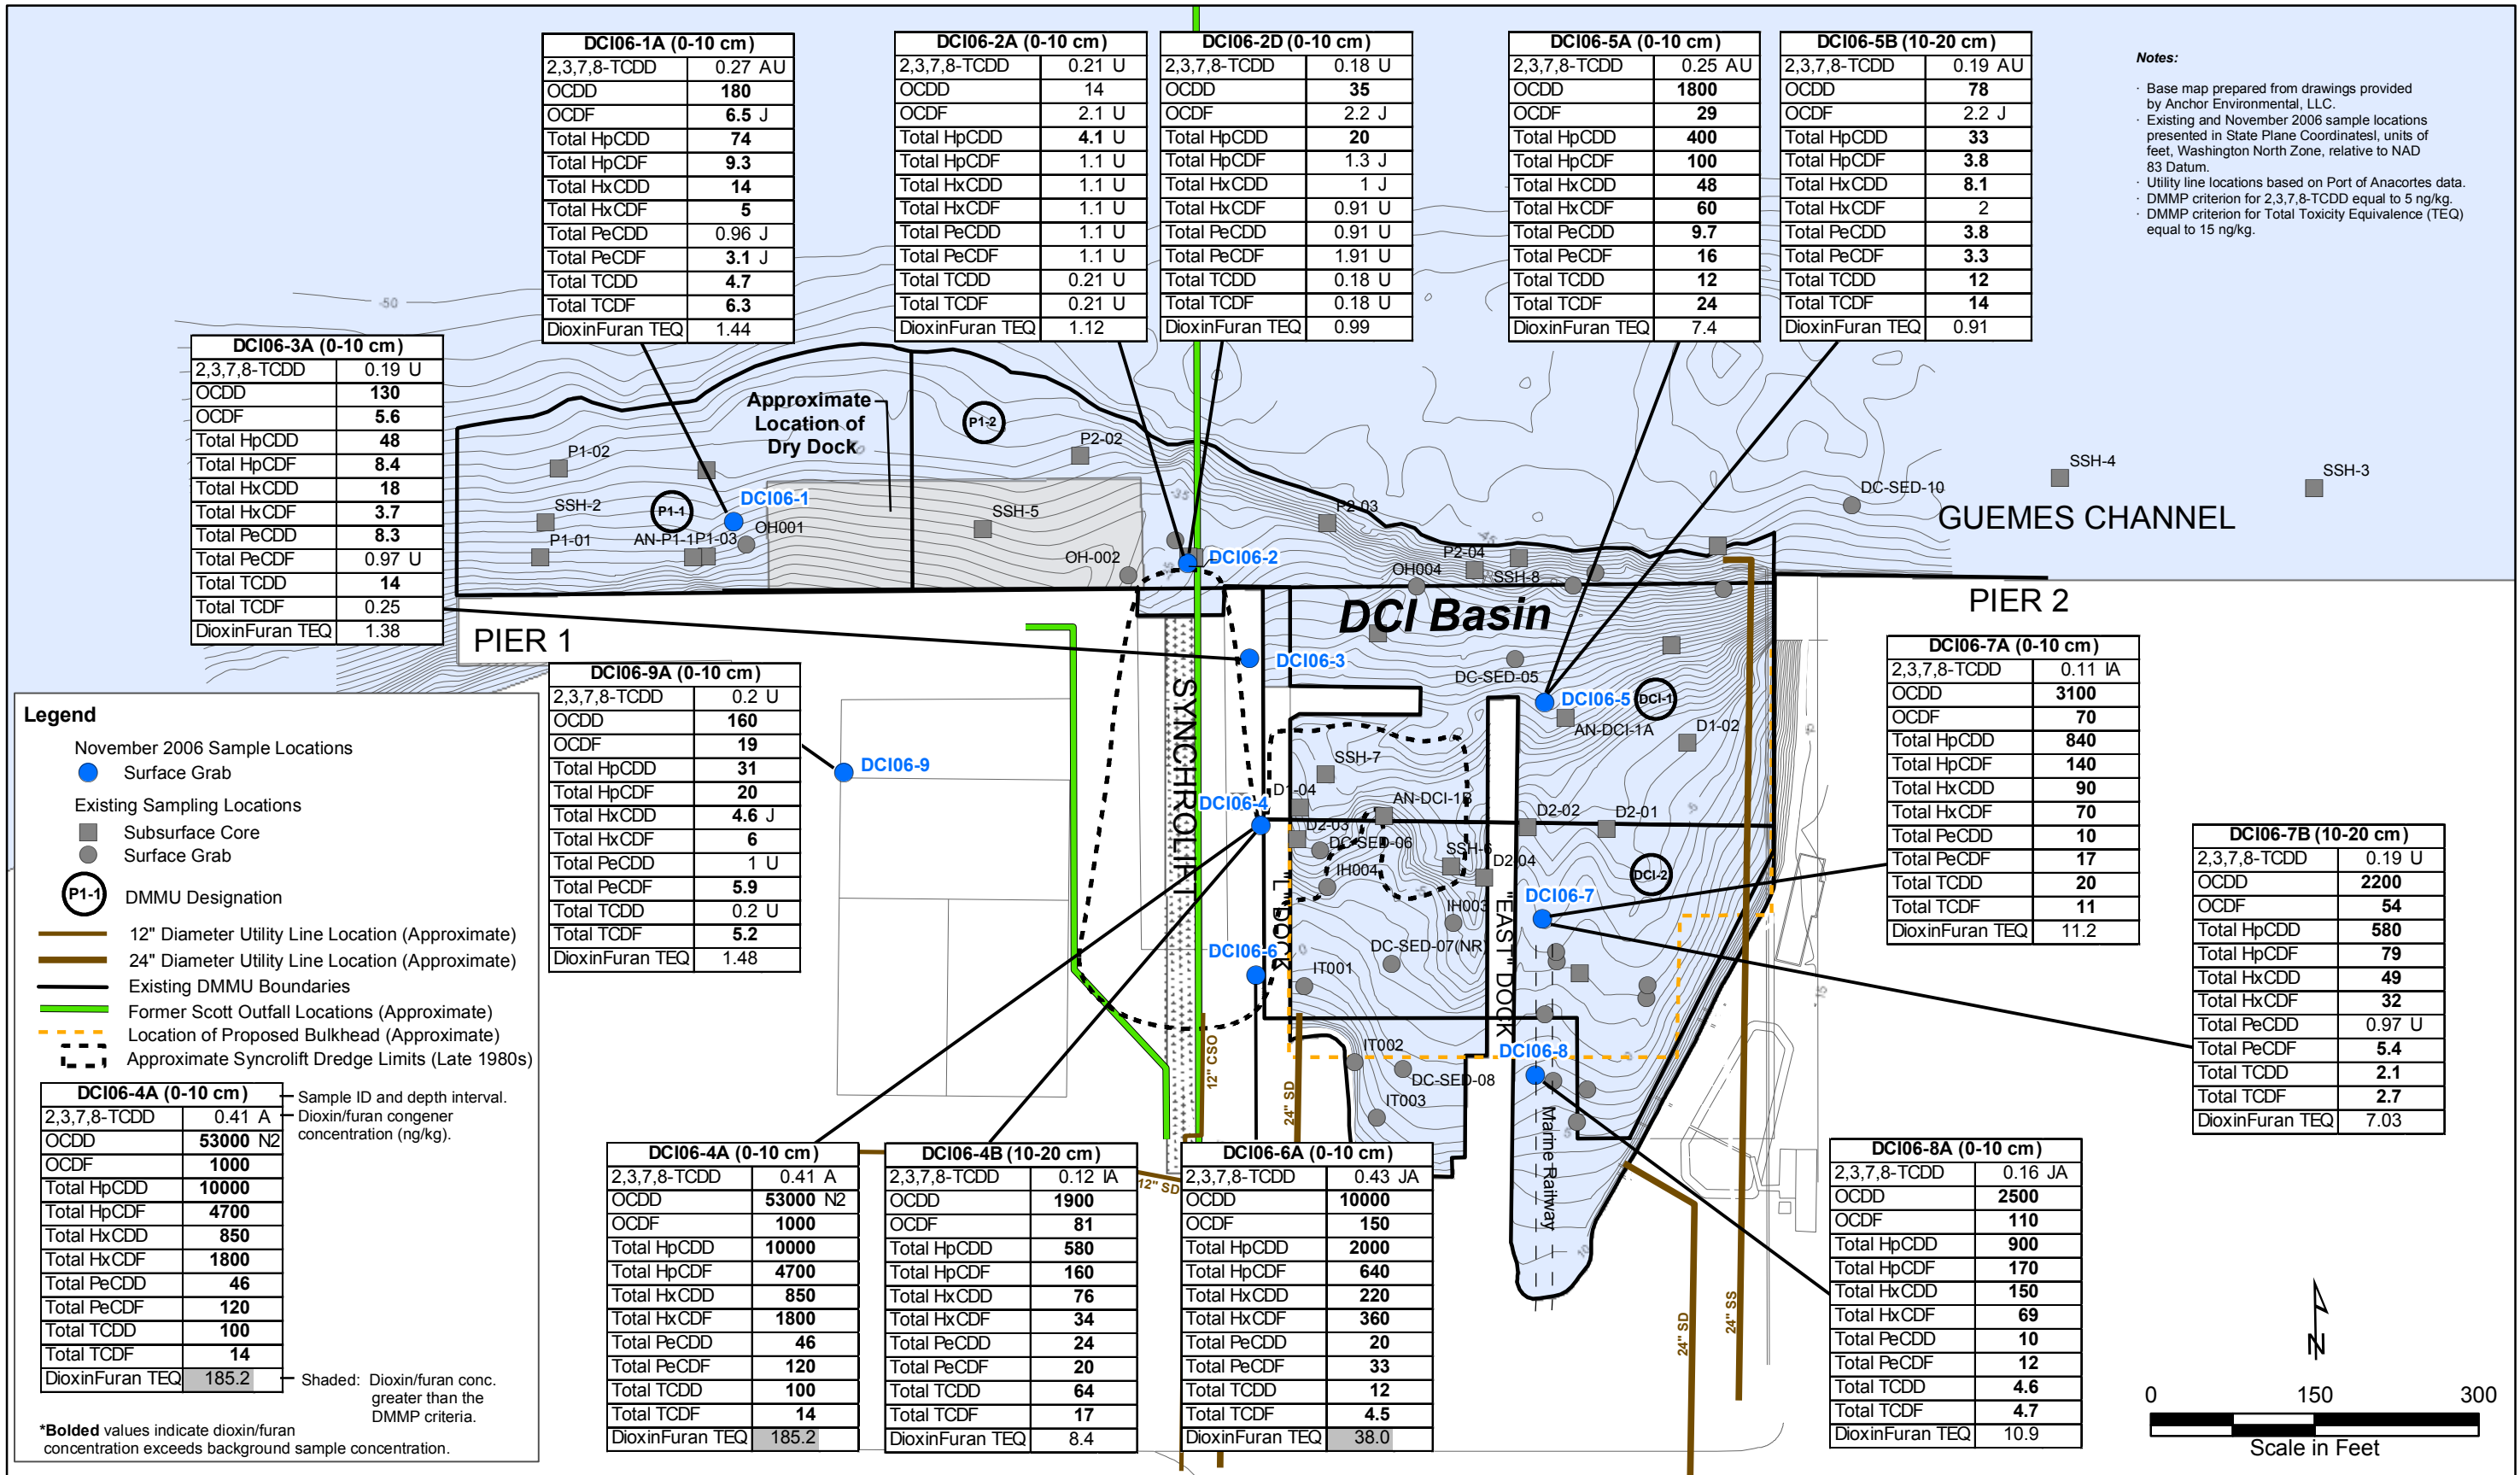 DCI06-1A (0-10 cm)
2,3,7,8-TCDD 0.27 AU
OCDD 180
OCDF 6.5 J
Total HpCDD 74
Total HpCDF 9.3
Total HxCDD 14
Total HxCDF 5
Total PeCDD 0.96 J
Total PeCDF 3.1 J
Total TCDD 4.7
Total TCDF 6.3
DioxinFuran TEQ 1.44
DCI06-2A (0-10 cm)
2,3,7,8-TCDD 0.21 U
OCDD 14
OCDF 2.1 U
Total HpCDD 4.1 U
Total HpCDF 1.1 U
Total HxCDD 1.1 U
Total HxCDF 1.1 U
Total PeCDD 1.1 U
Total PeCDF 1.1 U
Total TCDD 0.21 U
Total TCDF 0.21 U
DioxinFuran TEQ 1.12
DCI06-2D (0-10 cm)
2,3,7,8-TCDD 0.18 U
OCDD 35
OCDF 2.2 J
Total HpCDD 20
Total HpCDF 1.3 J
Total HxCDD 1 J
Total HxCDF 0.91 U
Total PeCDD 0.91 U
Total PeCDF 1.91 U
Total TCDD 0.18 U
Total TCDF 0.18 U
DioxinFuran TEQ 0.99
DCI06-5A (0-10 cm)
2,3,7,8-TCDD 0.25 AU
OCDD 1800
OCDF 29
Total HpCDD 400
Total HpCDF 100
Total HxCDD 48
Total HxCDF 60
Total PeCDD 9.7
Total PeCDF 16
Total TCDD 12
Total TCDF 24
DioxinFuran TEQ 7.4
DCI06-5B (10-20 cm)
2,3,7,8-TCDD 0.19 AU
OCDD 78
OCDF 2.2 J
Total HpCDD 33
Total HpCDF 3.8
Total HxCDD 8.1
Total HxCDF 2
Total PeCDD 3.8
Total PeCDF 3.3
Total TCDD 12
Total TCDF 14
DioxinFuran TEQ 0.91
Notes:
· Base map prepared from drawings provided
by Anchor Environmental, LLC.
· Existing and November 2006 sample locations
presented in State Plane Coordinatesl, units of
feet, Washington North Zone, relative to NAD
83 Datum.
· Utility line locations based on Port of Anacortes data.
· DMMP criterion for 2,3,7,8-TCDD equal to 5 ng/kg.
· DMMP criterion for Total Toxicity Equivalence (TEQ)
equal to 15 ng/kg.
DCI06-3A (0-10 cm)
2,3,7,8-TCDD 0.19 U
OCDD 130
OCDF 5.6
Total HpCDD 48
Total HpCDF 8.4
Total HxCDD 18
Total HxCDF 3.7
Total PeCDD 8.3
Total PeCDF 0.97 U
Total TCDD 14
Total TCDF 0.25
DioxinFuran TEQ 1.38
-50
Approximate
Location of
Dry Dock
P1-2
P1-02
P2-02
SSH-4
SSH-3
DC-SED-10
DCI06-1
-35
SSH-2
P1-1
SSH-5
P2-03
GUEMES CHANNEL
OH001
-45
P1-01
AN-P1-1
P1-03
OH-002
DCI06-2
P2-04
SSH-8
OH004
-15
PIER 1
DCI Basin
PIER 2
DCI06-3
DC-SED-05
DCI06-5
DCI-1
AN-DCI-1A
D1-02
SYNCHROLIFT
DCI06-9
SSH-7
DCI06-4
D1-04
AN-DCI-1B
D2-02
D2-01
-5
D2-03
DC-SED-06
SSH-6
D2-04
IH004
DCI-2
-5
"L" DOCK
"EAST" DOCK
IH003
DCI06-7
DC-SED-07(NR)
DCI06-6
IT001
0
15
DCI06-8
IT002
DC-SED-08
IT003
12" CSO
24" SD
Marine Railway
10
12" SD
24" SD
24" SS
DCI06-9A (0-10 cm)
2,3,7,8-TCDD 0.2 U
OCDD 160
OCDF 19
Total HpCDD 31
Total HpCDF 20
Total HxCDD 4.6 J
Total HxCDF 6
Total PeCDD 1 U
Total PeCDF 5.9
Total TCDD 0.2 U
Total TCDF 5.2
DioxinFuran TEQ 1.48
DCI06-7A (0-10 cm)
2,3,7,8-TCDD 0.11 IA
OCDD 3100
OCDF 70
Total HpCDD 840
Total HpCDF 140
Total HxCDD 90
Total HxCDF 70
Total PeCDD 10
Total PeCDF 17
Total TCDD 20
Total TCDF 11
DioxinFuran TEQ 11.2
DCI06-7B (10-20 cm)
2,3,7,8-TCDD 0.19 U
OCDD 2200
OCDF 54
Total HpCDD 580
Total HpCDF 79
Total HxCDD 49
Total HxCDF 32
Total PeCDD 0.97 U
Total PeCDF 5.4
Total TCDD 2.1
Total TCDF 2.7
DioxinFuran TEQ 7.03
Legend
November 2006 Sample Locations
Surface Grab
Existing Sampling Locations
Subsurface Core
Surface Grab
P1-1 DMMU Designation
12" Diameter Utility Line Location (Approximate)
24" Diameter Utility Line Location (Approximate)
Existing DMMU Boundaries
Former Scott Outfall Locations (Approximate)
Location of Proposed Bulkhead (Approximate)
Approximate Syncrolift Dredge Limits (Late 1980s)
DCI06-4A (0-10 cm)
2,3,7,8-TCDD 0.41 A
OCDD 53000 N2
OCDF 1000
Total HpCDD 10000
Total HpCDF 4700
Total HxCDD 850
Total HxCDF 1800
Total PeCDD 46
Total PeCDF 120
Total TCDD 100
Total TCDF 14
DioxinFuran TEQ 185.2
Sample ID and depth interval.
Dioxin/furan congener
concentration (ng/kg).
Shaded: Dioxin/furan conc.
greater than the
DMMP criteria.
*Bolded values indicate dioxin/furan
concentration exceeds background sample concentration.
DCI06-4A (0-10 cm)
2,3,7,8-TCDD 0.41 A
OCDD 53000 N2
OCDF 1000
Total HpCDD 10000
Total HpCDF 4700
Total HxCDD 850
Total HxCDF 1800
Total PeCDD 46
Total PeCDF 120
Total TCDD 100
Total TCDF 14
DioxinFuran TEQ 185.2
DCI06-4B (10-20 cm)
2,3,7,8-TCDD 0.12 IA
OCDD 1900
OCDF 81
Total HpCDD 580
Total HpCDF 160
Total HxCDD 76
Total HxCDF 34
Total PeCDD 24
Total PeCDF 20
Total TCDD 64
Total TCDF 17
DioxinFuran TEQ 8.4
DCI06-6A (0-10 cm)
2,3,7,8-TCDD 0.43 JA
OCDD 10000
OCDF 150
Total HpCDD 2000
Total HpCDF 640
Total HxCDD 220
Total HxCDF 360
Total PeCDD 20
Total PeCDF 33
Total TCDD 12
Total TCDF 4.5
DioxinFuran TEQ 38.0
DCI06-8A (0-10 cm)
2,3,7,8-TCDD 0.16 JA
OCDD 2500
OCDF 110
Total HpCDD 900
Total HpCDF 170
Total HxCDD 150
Total HxCDF 69
Total PeCDD 10
Total PeCDF 12
Total TCDD 4.6
Total TCDF 4.7
DioxinFuran TEQ 10.9
N
0 150 300
Scale in Feet